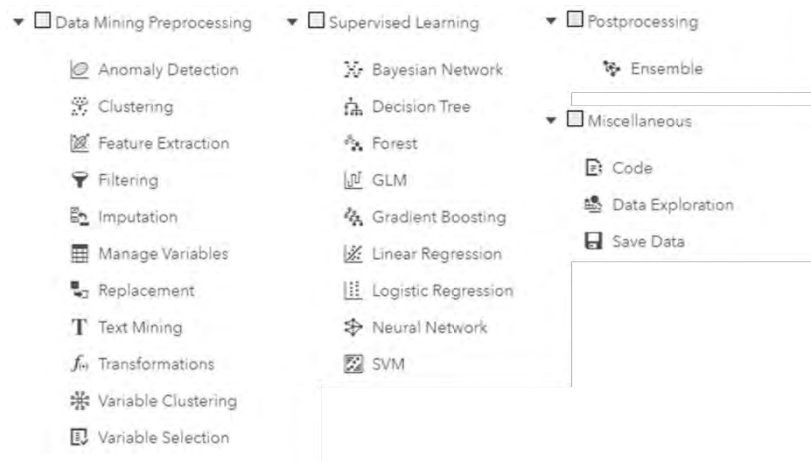 Data Mining Preprocessing
Anomaly Detection
Clustering
Feature Extraction
Filtering
Imputation
Manage Variables
Replacement
Text Mining
Transformations
Variable Clustering
Variable Selection
Supervised Learning
Bayesian Network
Decision Tree
Forest
GLM
Gradient Boosting
Linear Regression
Logistic Regression
Neural Network
SVM
Postprocessing
Ensemble
Miscellaneous
Code
Data Exploration
Save Data